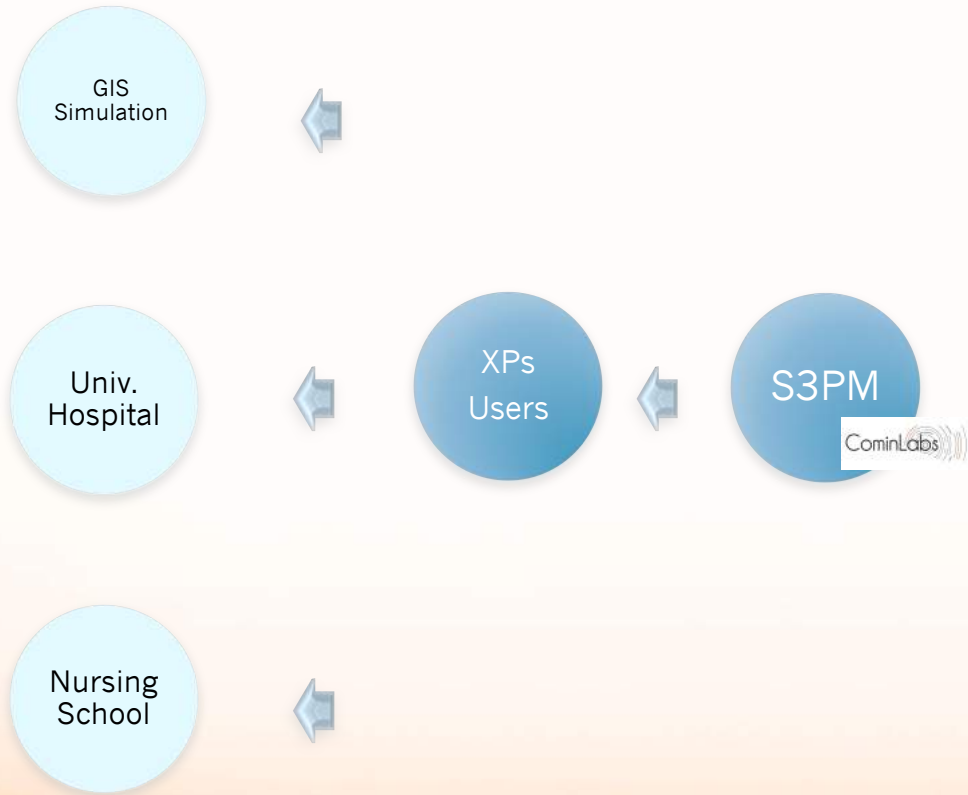 GIS
Simulation
Univ.
Hospital
XPs
Users
S3PM
CominLabs
Nursing
School